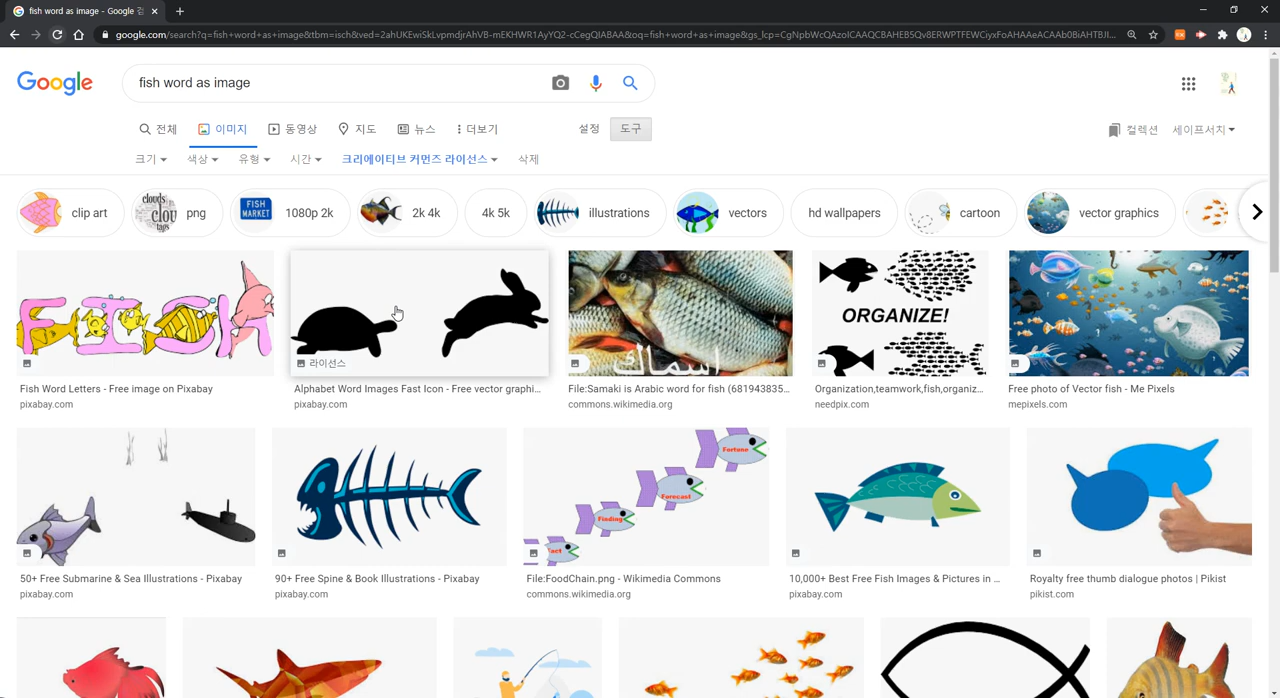 fish word as image - Google 검
google.com/search?q=fish+word+as+image&tbm=isch&ved=2ahUKEwiSkLvpmdjrAhVB-mEKHWR1AyYQ2-cCegQIABAA&oq=fish+word+as+image&gs_lcp=CgNpbWcQAzoICAAQCBAHEB5Qv8ERWPTFEWCiyxFoAHAAeACAAb0BiAHTBJI...
Google fish word as image
전체 이미지 동영상 지도 뉴스 더보기 설정 도구 컬렉션 세이프서치
크기 색상 유형 시간 크리에이티브 커먼즈 라이선스 삭제
clip art clouds clou tags png FISH MARKET 1080p 2k 2k 4k 4k 5k illustrations vectors hd wallpapers cartoon vector graphics
FISH
ORGANIZE!
اسماك
라이선스
Fish Word Letters - Free image on Pixabay Alphabet Word Images Fast Icon - Free vector graphi... File:Samaki is Arabic word for fish (681943835... Organization,teamwork,fish,organiz... Free photo of Vector fish - Me Pixels
pixabay.com pixabay.com commons.wikimedia.org needpix.com mepixels.com
Fortune
Forecast
Finding
Fact
50+ Free Submarine & Sea Illustrations - Pixabay 90+ Free Spine & Book Illustrations - Pixabay File:FoodChain.png - Wikimedia Commons 10,000+ Best Free Fish Images & Pictures in ... Royalty free thumb dialogue photos | Pikist
pixabay.com pixabay.com commons.wikimedia.org pixabay.com pikist.com